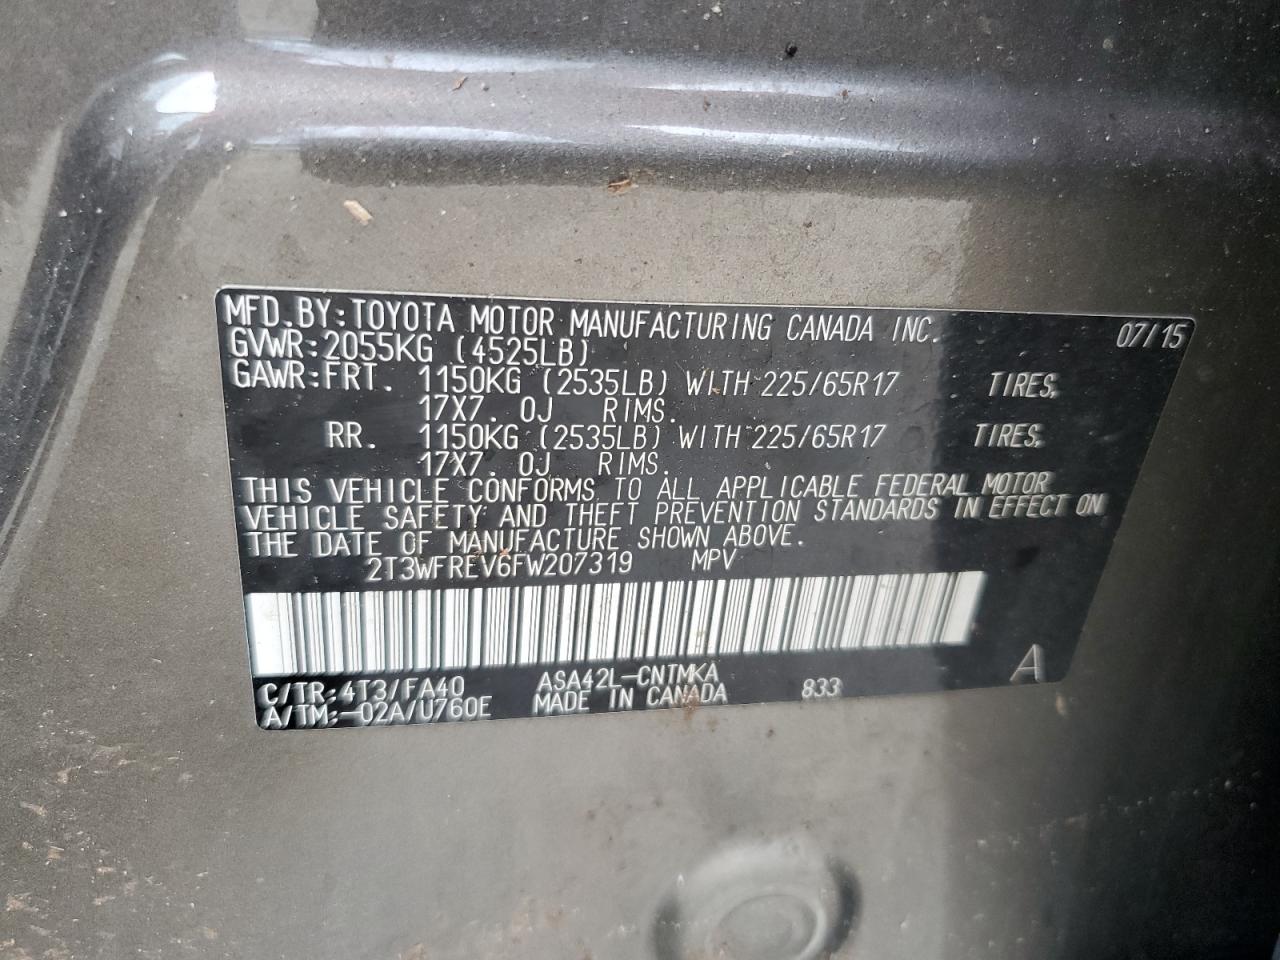 MFD.BY:TOYOTA MOTOR MANUFACTURING CANADA INC. 07/15
GVWR:2055KG (4525LB)
GAWR:FRT. 1150KG (2535LB) WITH 225/65R17 TIRES,
17X7. 0J RIMS.
RR. 1150KG (2535LB) WITH 225/65R17 TIRES,
17X7. 0J RIMS.
THIS VEHICLE CONFORMS TO ALL APPLICABLE FEDERAL MOTOR
VEHICLE SAFETY AND THEFT PREVENTION STANDARDS IN EFFECT ON
THE DATE OF MANUFACTURE SHOWN ABOVE.
2T3WFREV6FW207319 MPV
C/TR:4T3/FA40 ASA42L-CNTMKA A
A/TM:-02A/U760E MADE IN CANADA 833